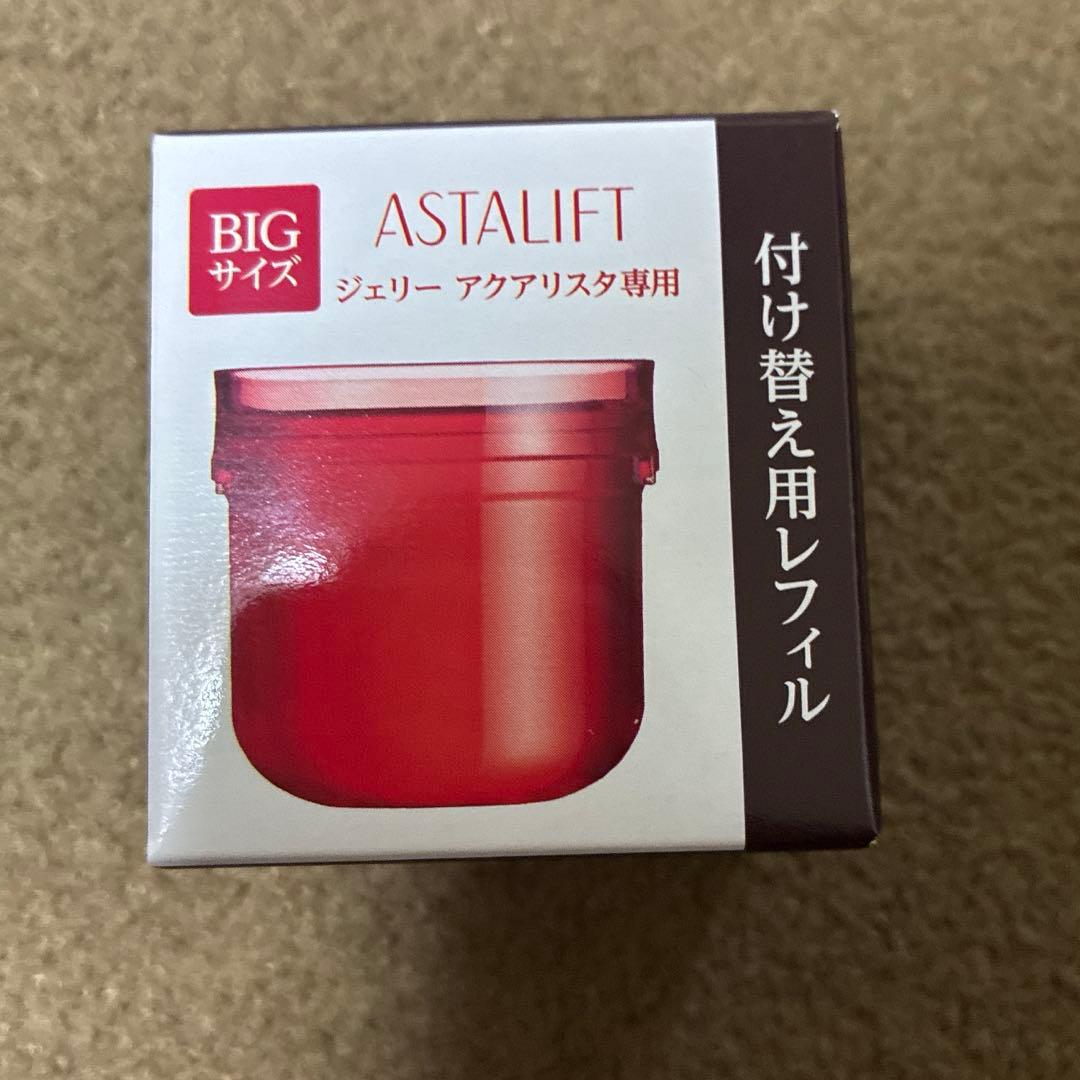 BIG
サイズ
ASTALIFT
ジェリー アクアリスタ専用
付け替え用レフィル